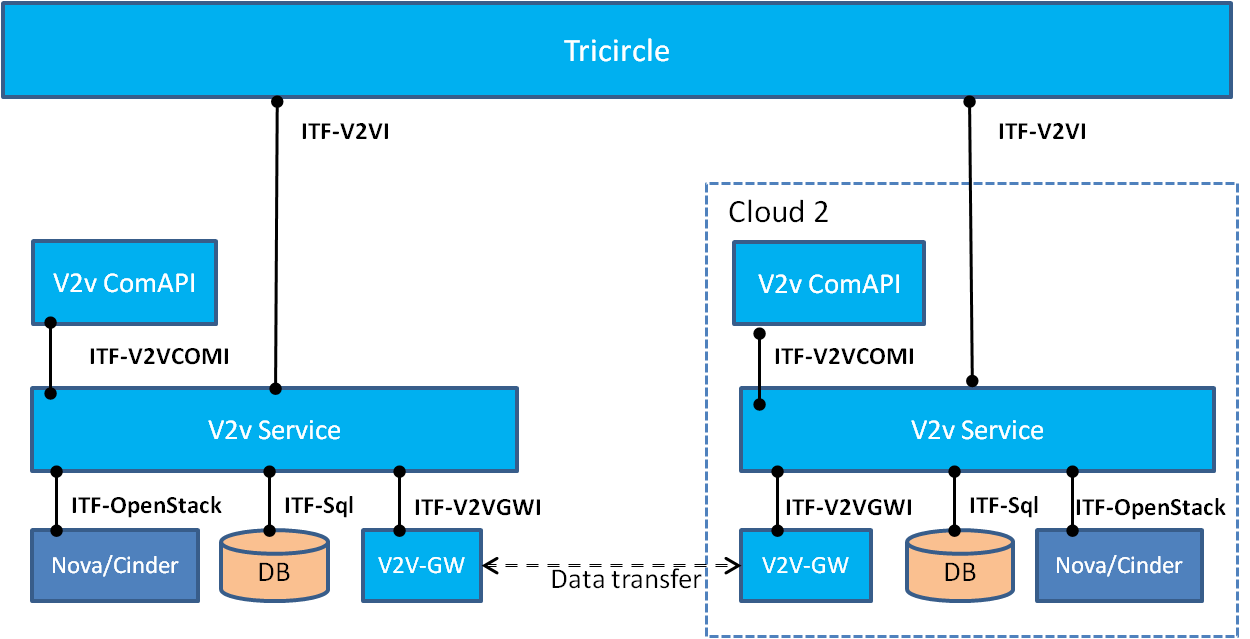 Tricircle
ITF-V2VI
ITF-V2VI
Cloud 2
V2v ComAPI
V2v ComAPI
ITF-V2VCOMI
ITF-V2VCOMI
V2v Service
V2v Service
ITF-OpenStack
ITF-Sql
ITF-V2VGWI
ITF-V2VGWI
ITF-Sql
ITF-OpenStack
Nova/Cinder
DB
V2V-GW
Data transfer
V2V-GW
DB
Nova/Cinder